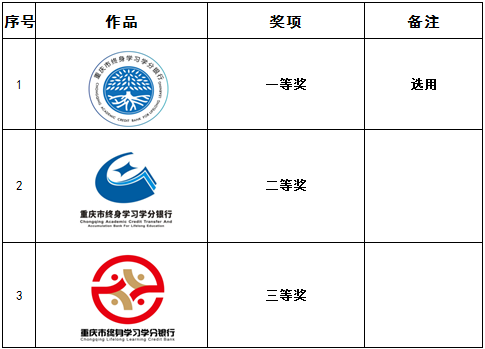 序号 作品 奖项 备注
1 重庆市终身学习学分银行 一等奖 选用
CHONGQING ACADEMIC CREDIT BANK FOR LIFELONG LEARNING
2 二等奖
重庆市终身学习学分银行
Chongqing Academic Credit Transfer And
Accumulation Bank For Lifelong Education
3 三等奖
重庆市终身学习学分银行
Chongqing Lifelong Learning Credit Bank